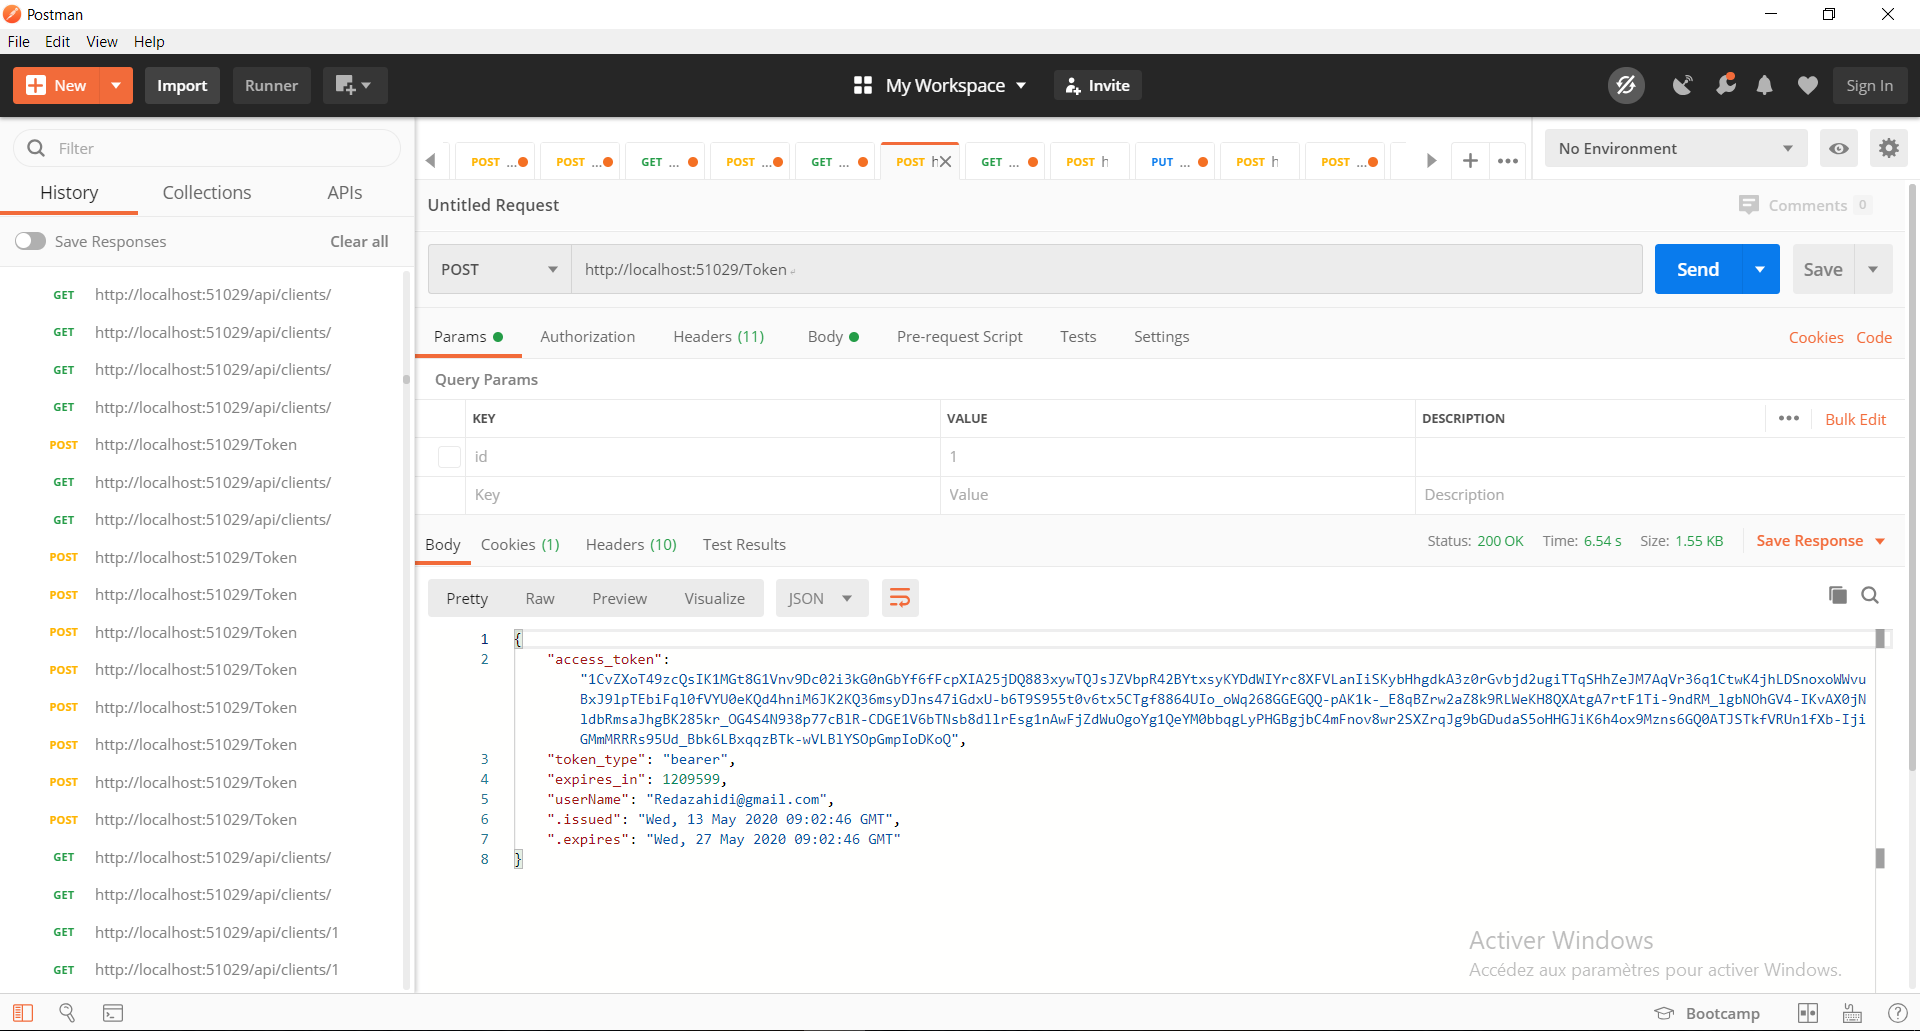 Postman
File Edit View Help
New Import Runner My Workspace Invite Sign In
Filter
History Collections APIs
Save Responses Clear all
GET http://localhost:51029/api/clients/
GET http://localhost:51029/api/clients/
GET http://localhost:51029/api/clients/
GET http://localhost:51029/api/clients/
POST http://localhost:51029/Token
GET http://localhost:51029/api/clients/
GET http://localhost:51029/api/clients/
POST http://localhost:51029/Token
POST http://localhost:51029/Token
POST http://localhost:51029/Token
POST http://localhost:51029/Token
POST http://localhost:51029/Token
POST http://localhost:51029/Token
POST http://localhost:51029/Token
POST http://localhost:51029/Token
GET http://localhost:51029/api/clients/
GET http://localhost:51029/api/clients/
GET http://localhost:51029/api/clients/1
GET http://localhost:51029/api/clients/1
POST ... POST ... GET ... POST ... GET ... POST h GET ... POST h PUT ... POST h POST ...
No Environment
Untitled Request
Comments 0
POST http://localhost:51029/Token
Send Save
Params Authorization Headers (11) Body Pre-request Script Tests Settings Cookies Code
Query Params
KEY VALUE DESCRIPTION ••• Bulk Edit
id 1
Key Value Description
Body Cookies (1) Headers (10) Test Results Status: 200 OK Time: 6.54 s Size: 1.55 KB Save Response
Pretty Raw Preview Visualize JSON
1 {
2 "access_token":
"1CvZXoT49zcQsIK1MGt8G1Vnv9Dc02i3kG0nGbYf6fFcpXIA25jDQ883xywTQJsJZVbpR42BYtxsyKYDdWIYrc8XFVLanIiSKybHhgdkA3z0rGvbjd2ugiTTqSHhZeJM7AqVr36q1CtwK4jhLDSnoxoWWvu
BxJ9lpTEbiFql0fVYU0eKQd4hniM6JK2KQ36msyDJns47iGdxU-b6T9S955t0v6tx5CTgf8864UIo_oWq268GGEGQQ-pAK1k-_E8qBZrw2aZ8k9RLWeKH8QXAtgA7rtF1Ti-9ndRM_lgbNOhGV4-IKvAX0jN
ldbRmsaJhgBK285kr_OG4S4N938p77cBlR-CDGE1V6bTNsb8dllrEsg1nAwFjZdWuOgoYg1QeYM0bbqgLyPHGBgjbC4mFnov8wr2SXZrqJg9bGDudaS5oHHGJiK6h4ox9Mzns6GQ0ATJSTkfVRUn1fXb-Iji
GMmMRRRs95Ud_Bbk6LBxqqzBTk-wVLBlYSOpGmpIoDKoQ",
3 "token_type": "bearer",
4 "expires_in": 1209599,
5 "userName": "Redazahidi@gmail.com",
6 ".issued": "Wed, 13 May 2020 09:02:46 GMT",
7 ".expires": "Wed, 27 May 2020 09:02:46 GMT"
8 }
Activer Windows
Accédez aux paramètres pour activer Windows.
Bootcamp